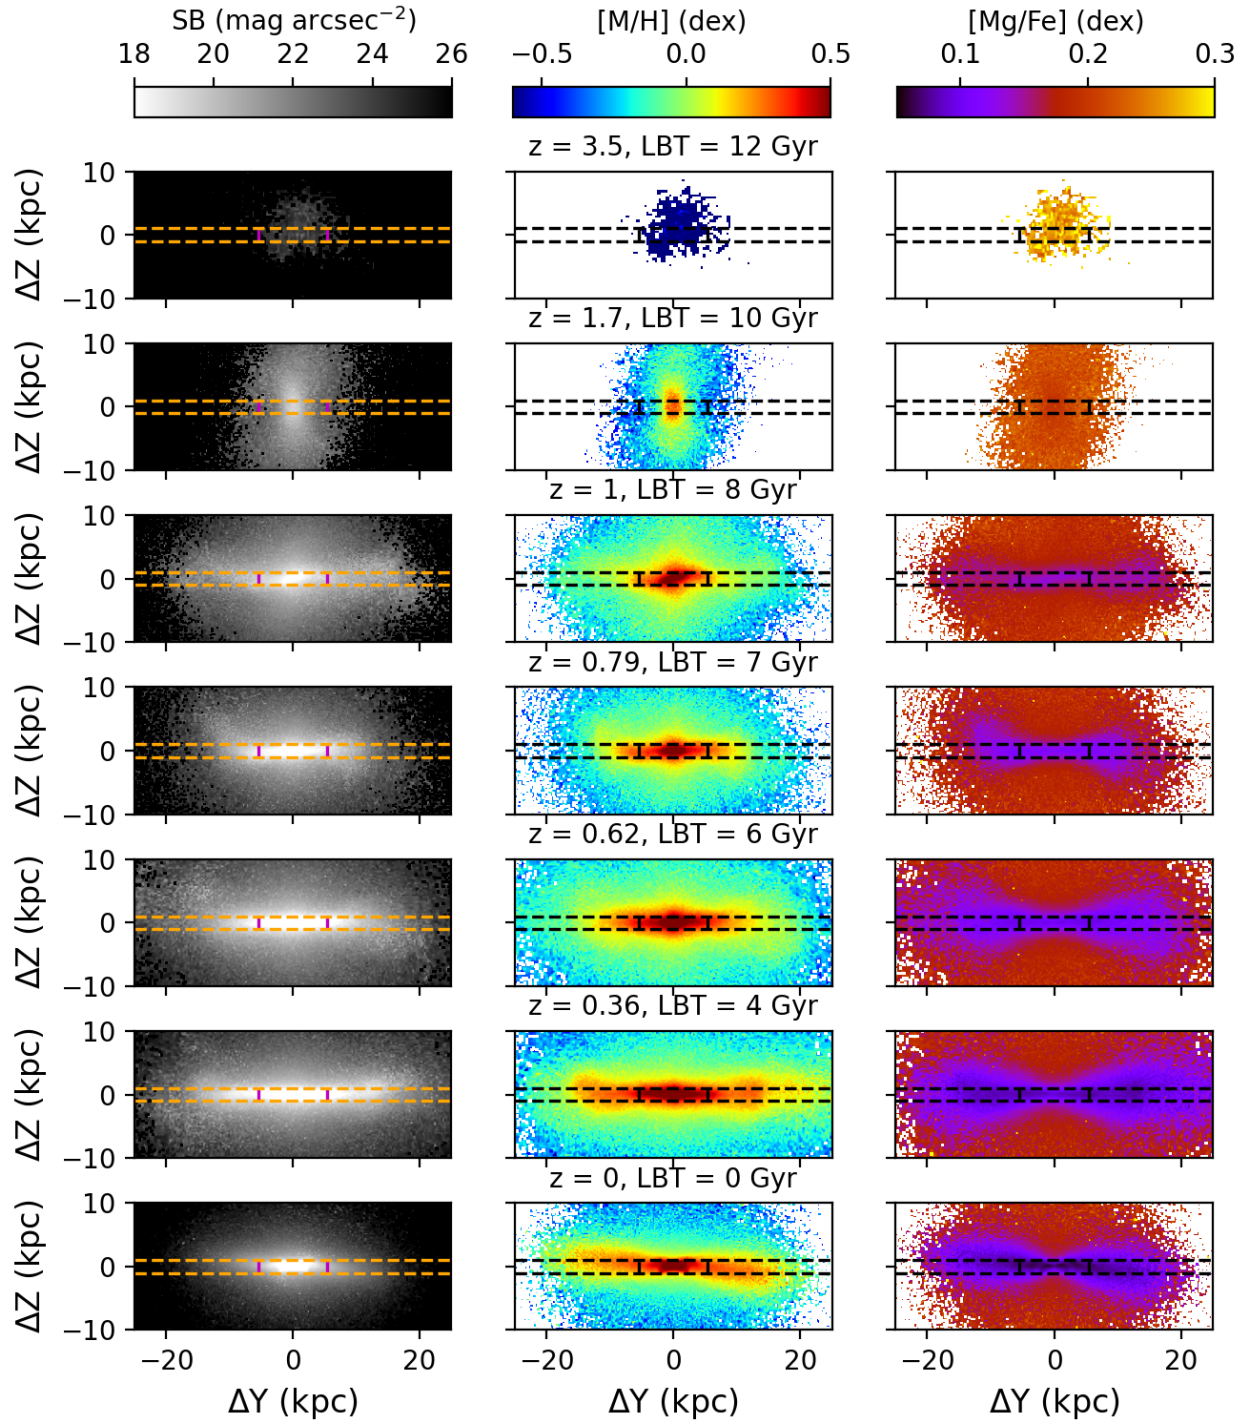 SB (mag arcsec⁻²) [M/H] (dex) [Mg/Fe] (dex)
18 20 22 24 26 −0.5 0.0 0.5 0.1 0.2 0.3
z = 3.5, LBT = 12 Gyr
10
0
−10
ΔZ (kpc)
z = 1.7, LBT = 10 Gyr
10
0
−10
ΔZ (kpc)
z = 1, LBT = 8 Gyr
10
0
−10
ΔZ (kpc)
z = 0.79, LBT = 7 Gyr
10
0
−10
ΔZ (kpc)
z = 0.62, LBT = 6 Gyr
10
0
−10
ΔZ (kpc)
z = 0.36, LBT = 4 Gyr
10
0
−10
ΔZ (kpc)
z = 0, LBT = 0 Gyr
10
0
−10
ΔZ (kpc)
−20 0 20 −20 0 20 −20 0 20
ΔY (kpc) ΔY (kpc) ΔY (kpc)